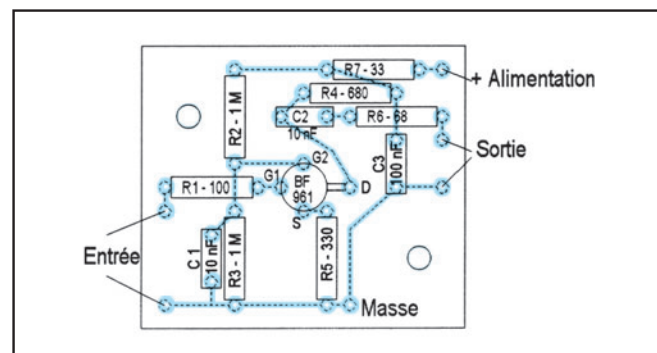 R7 - 33
+ Alimentation
R4 - 680
R2 - 1 M
C2
10 nF
R6 - 68
Sortie
C3
100 nF
G2
G1
R1 - 100
BF
961
D
S
Entrée
C 1
10 nF
R3 - 1 M
R5 - 330
Masse